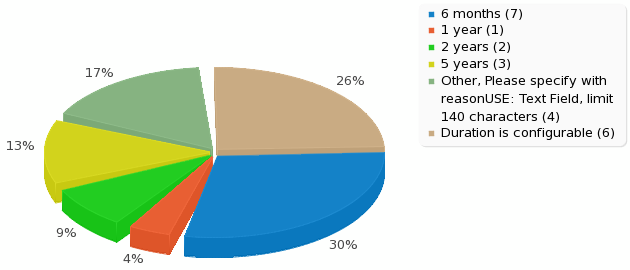 6 months (7)
1 year (1)
2 years (2)
5 years (3)
Other, Please specify with
reasonUSE: Text Field, limit
140 characters (4)
Duration is configurable (6)
17%
26%
13%
9%
4%
30%